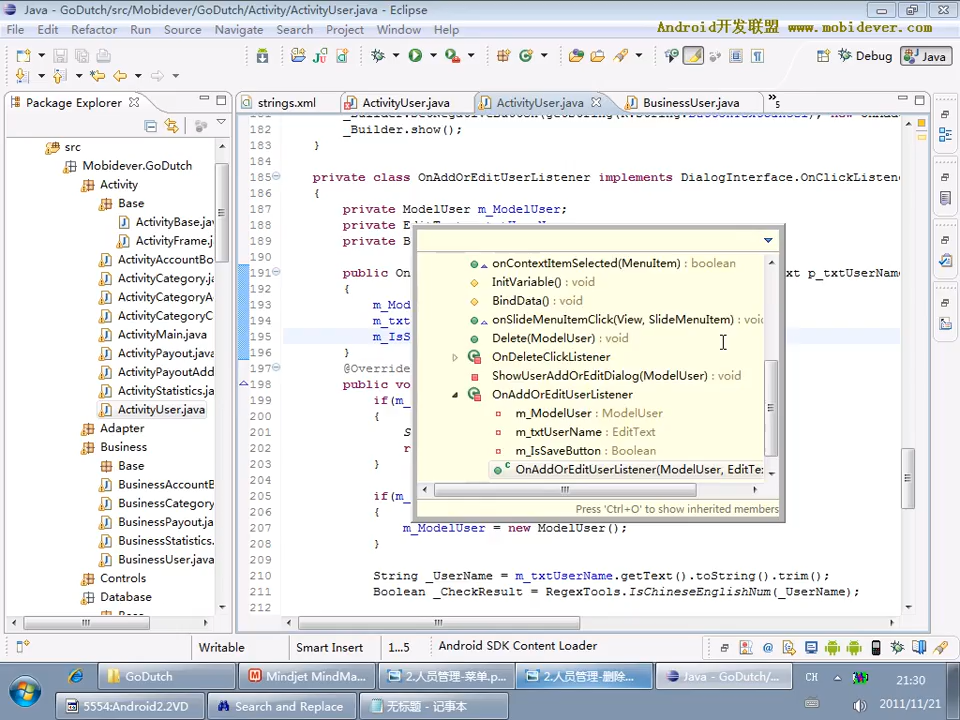 Java - GoDutch/src/Mobidever/GoDutch/Activity/ActivityUser.java - Eclipse
File Edit Refactor Run Source Navigate Search Project Window Help
Android开发联盟 www.mobidever.com
Debug Java
Package Explorer
strings.xml ActivityUser.java ActivityUser.java BusinessUser.java »5
src
Mobidever.GoDutch
Activity
Base
ActivityBase.jav
ActivityFrame.j
ActivityAccountBo
ActivityCategory.j
ActivityCategoryA
ActivityCategoryC
ActivityMain.java
ActivityPayout.java
ActivityPayoutAdd
ActivityStatistics.j
ActivityUser.java
Adapter
Business
Base
BusinessAccountB
BusinessCategory
BusinessPayout.jav
BusinessStatistics.
BusinessUser.java
Controls
Database
182 _Builder.show();
183 }
184
185 private class OnAddOrEditUserListener implements DialogInterface.OnClickListene
186 {
187 private ModelUser m_ModelUser;
188 private E
189 private B
191 public On t p_txtUserName
192 {
193 m_Mod
194 m_txt
195 m_IsS
196 }
197 @Override
198 public vo
199 if(m_
200 {
201 S
202 r
203 }
204
205 if(m_
206 {
207 m_ModelUser = new ModelUser();
208 }
209
210 String _UserName = m_txtUserName.getText().toString().trim();
211 Boolean _CheckResult = RegexTools.IsChineseEnglishNum(_UserName);
212
onContextItemSelected(MenuItem) : boolean
InitVariable() : void
BindData() : void
onSlideMenuItemClick(View, SlideMenuItem) : voic
Delete(ModelUser) : void
OnDeleteClickListener
ShowUserAddOrEditDialog(ModelUser) : void
OnAddOrEditUserListener
m_ModelUser : ModelUser
m_txtUserName : EditText
m_IsSaveButton : Boolean
OnAddOrEditUserListener(ModelUser, EditTe:
Press 'Ctrl+O' to show inherited members
Writable Smart Insert 1...5 Android SDK Content Loader
GoDutch Mindjet MindMa... 2.人员管理-菜单.p... 2.人员管理-删除... Java - GoDutch/... CH 21:30
5554:Android2.2VD Search and Replace 无标题 - 记事本 2011/11/21